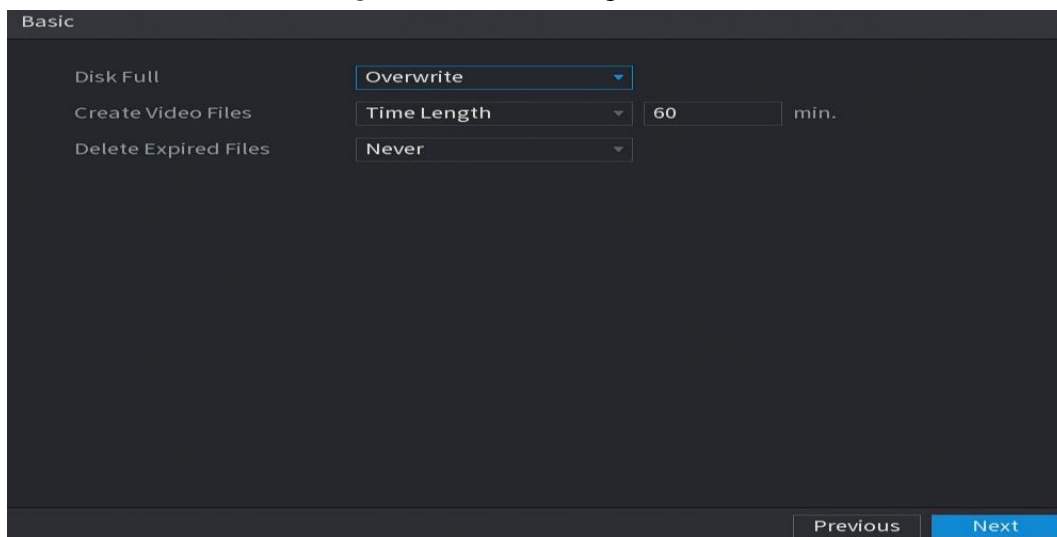 Basic
Disk Full Overwrite
Create Video Files Time Length 60 min.
Delete Expired Files Never
Previous Next